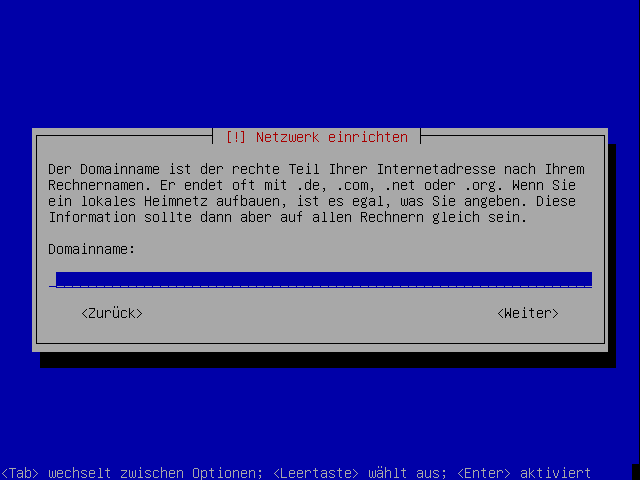 [!] Netzwerk einrichten
Der Domainname ist der rechte Teil Ihrer Internetadresse nach Ihrem
Rechnernamen. Er endet oft mit .de, .com, .net oder .org. Wenn Sie
ein lokales Heimnetz aufbauen, ist es egal, was Sie angeben. Diese
Information sollte dann aber auf allen Rechnern gleich sein.
Domainname:
<Zurück> <Weiter>
<Tab> wechselt zwischen Optionen; <Leertaste> wählt aus; <Enter> aktiviert